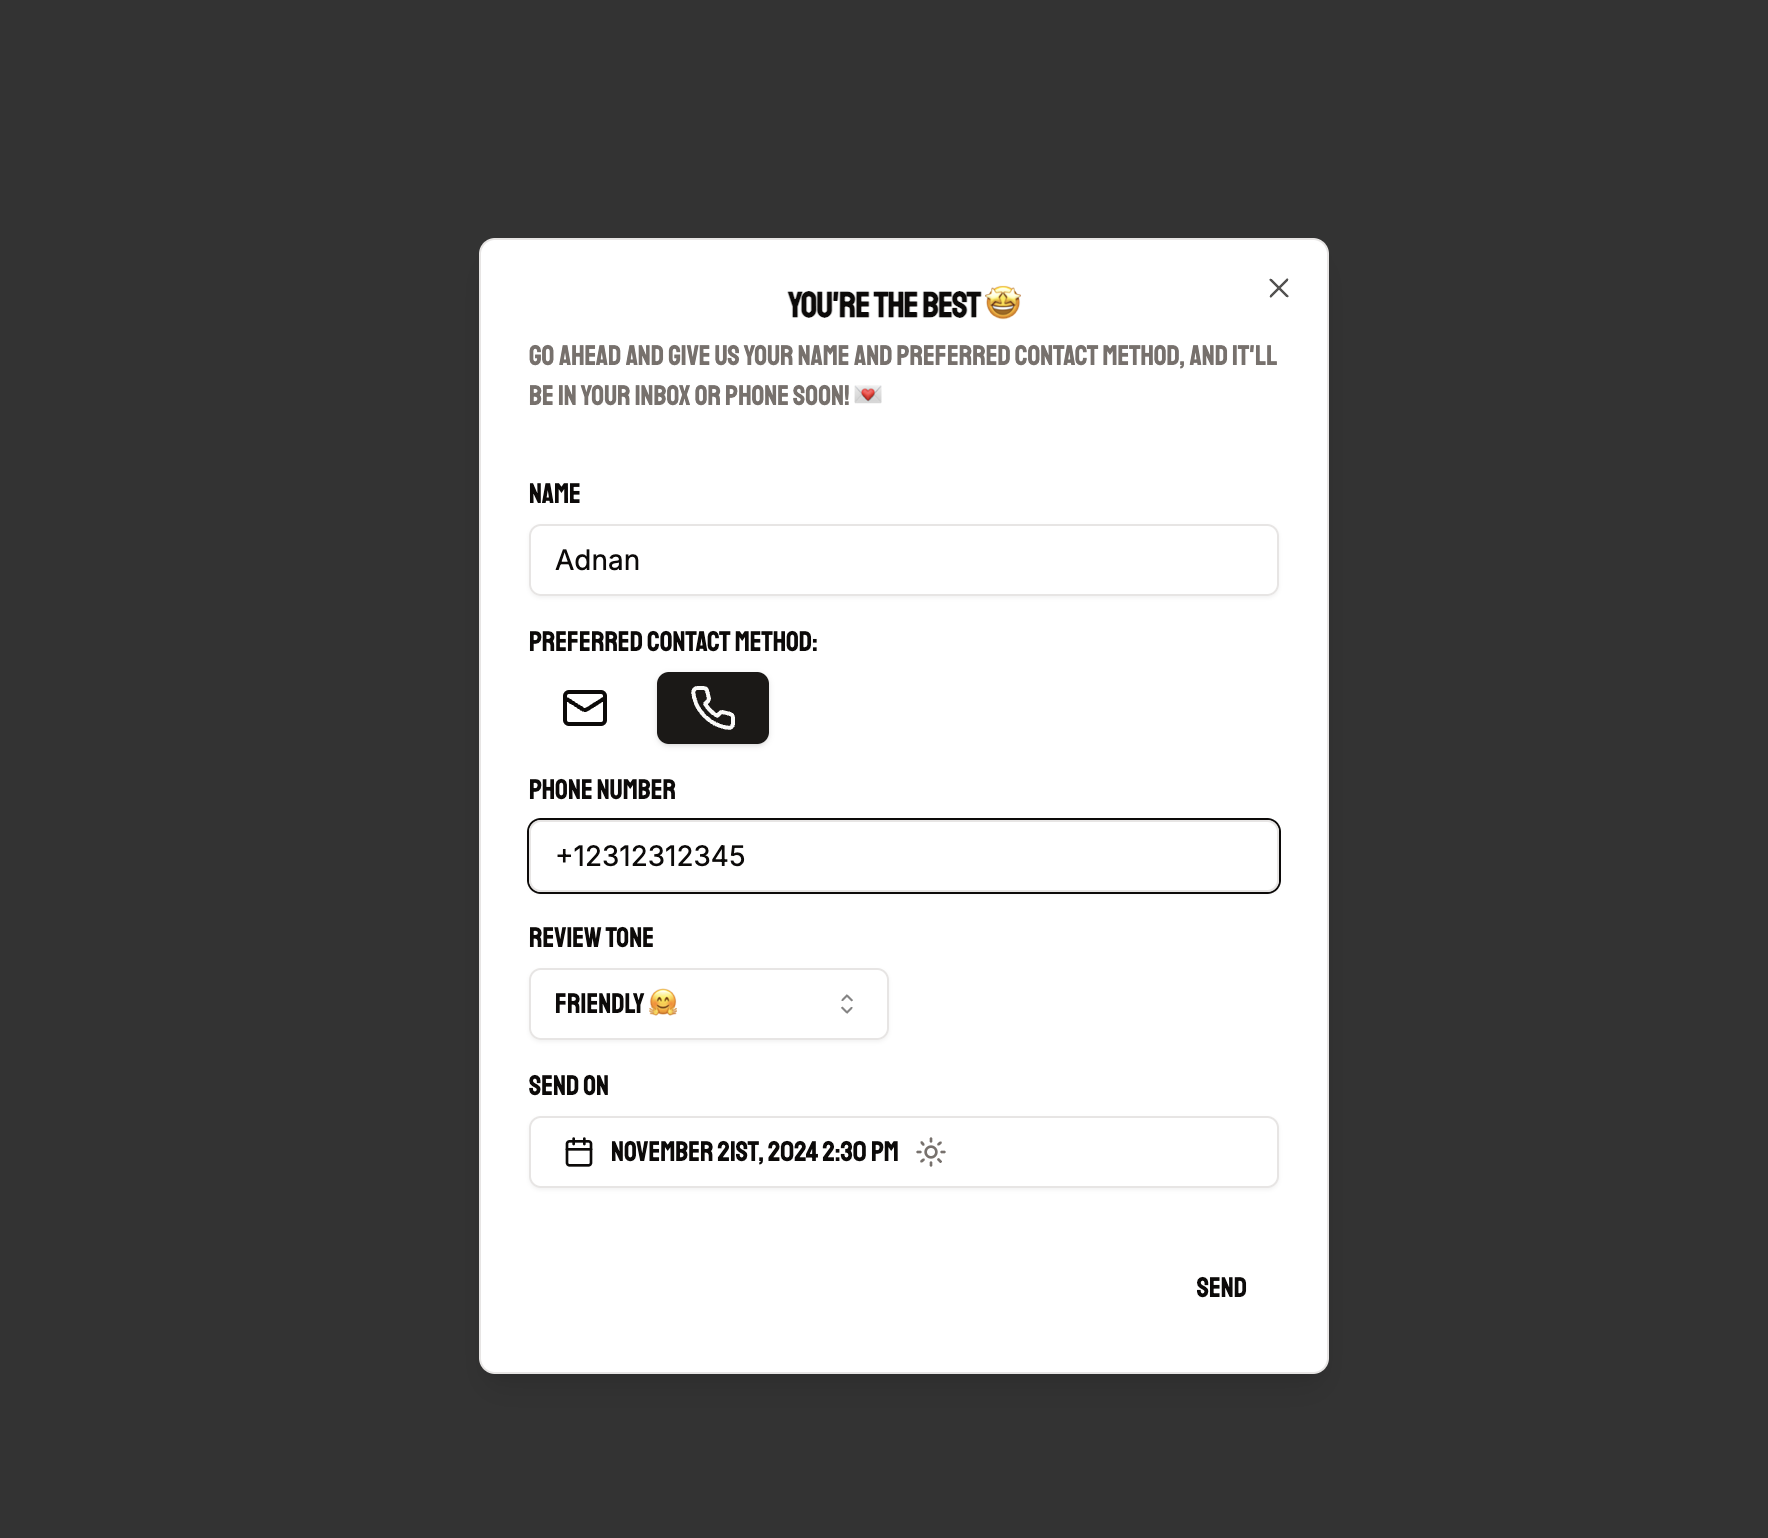 YOU'RE THE BEST 🤩
GO AHEAD AND GIVE US YOUR NAME AND PREFERRED CONTACT METHOD, AND IT'LL
BE IN YOUR INBOX OR PHONE SOON! 💌
NAME
Adnan
PREFERRED CONTACT METHOD:
PHONE NUMBER
+12312312345
REVIEW TONE
FRIENDLY 🤗
SEND ON
NOVEMBER 21ST, 2024 2:30 PM
SEND